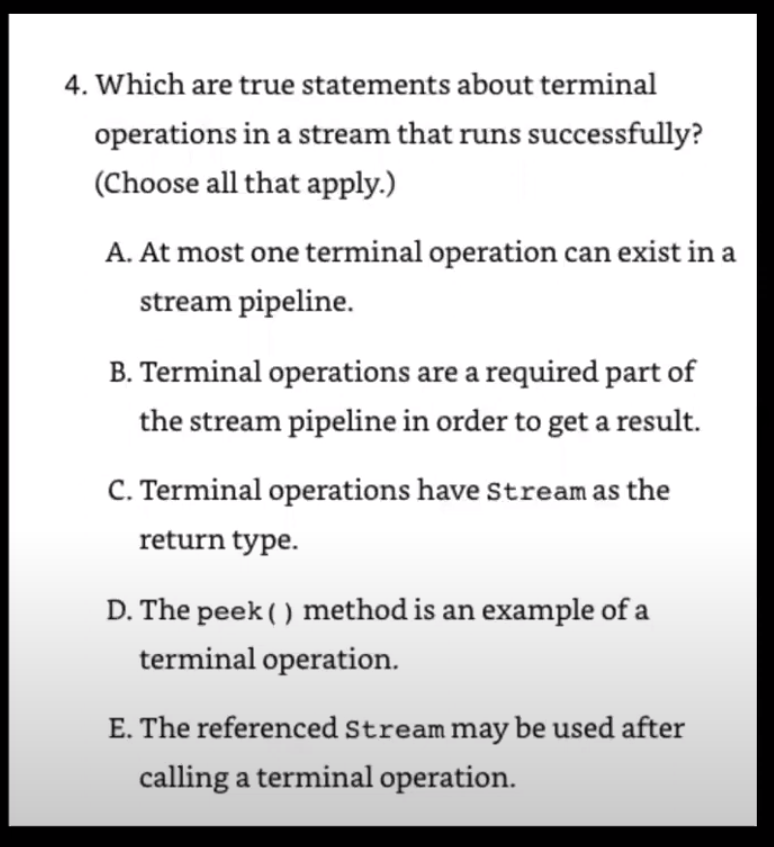 4. Which are true statements about terminal
operations in a stream that runs successfully?
(Choose all that apply.)
A. At most one terminal operation can exist in a
stream pipeline.
B. Terminal operations are a required part of
the stream pipeline in order to get a result.
C. Terminal operations have Stream as the
return type.
D. The peek() method is an example of a
terminal operation.
E. The referenced Stream may be used after
calling a terminal operation.